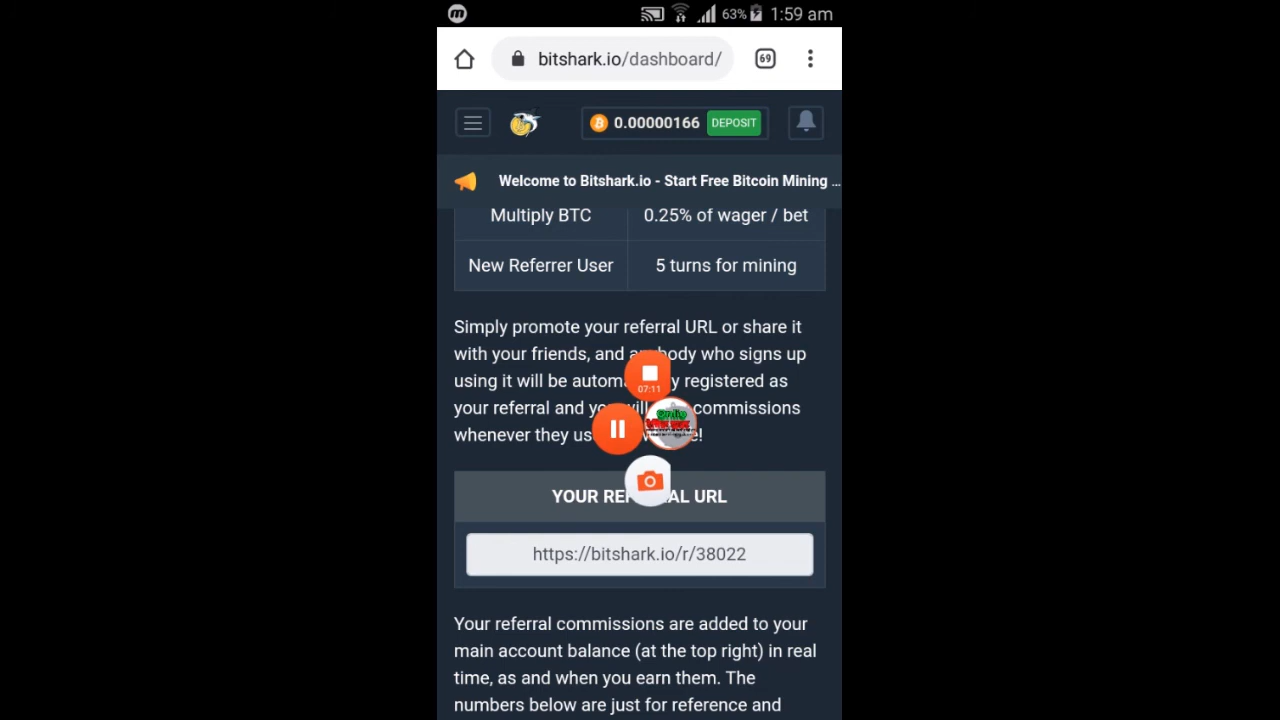 63% 1:59 am
bitshark.io/dashboard/ 69
0.00000166 DEPOSIT
Welcome to Bitshark.io - Start Free Bitcoin Mining ...
Multiply BTC 0.25% of wager / bet
New Referrer User 5 turns for mining
Simply promote your referral URL or share it
with your friends, and a body who signs up
using it will be autom y registered as
your referral and yo ill commissions
whenever they us !
07:11
YOUR RE AL URL
https://bitshark.io/r/38022
Your referral commissions are added to your
main account balance (at the top right) in real
time, as and when you earn them. The
numbers below are just for reference and